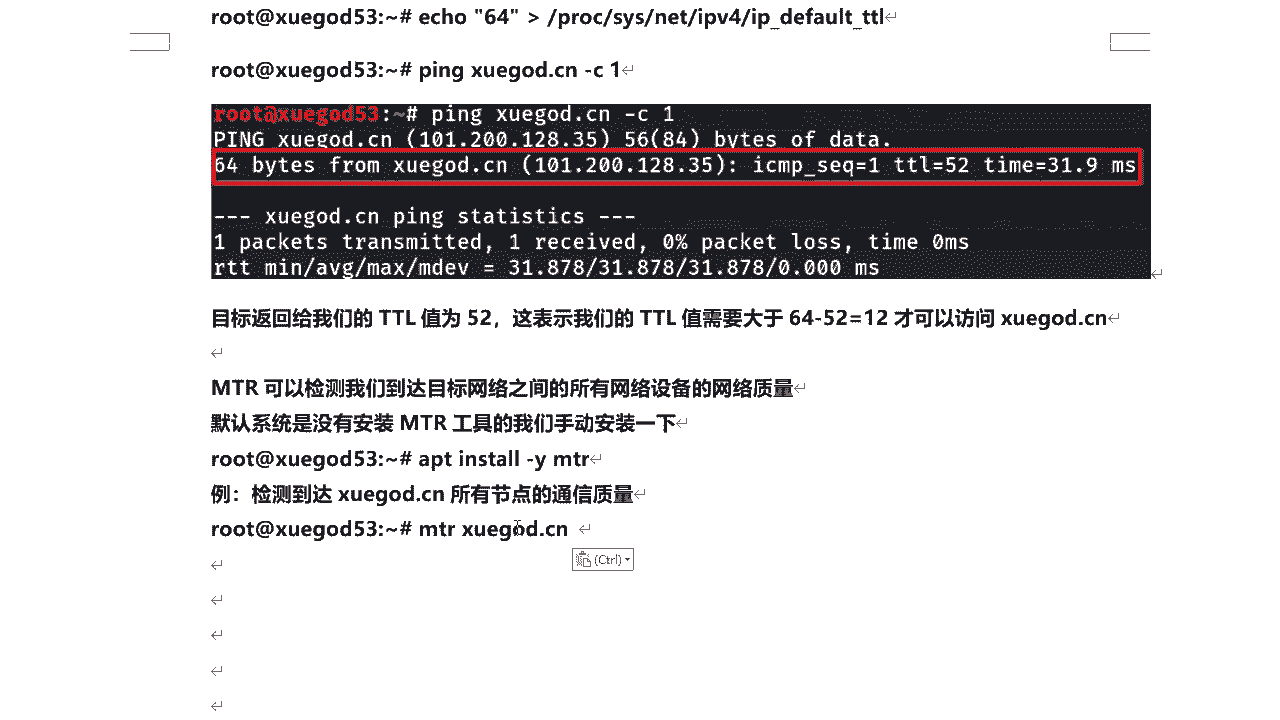 root@xuegod53:~# echo "64" > /proc/sys/net/ipv4/ip_default_ttl
root@xuegod53:~# ping xuegod.cn -c 1
root@xuegod53:~# ping xuegod.cn -c 1
PING xuegod.cn (101.200.128.35) 56(84) bytes of data.
64 bytes from xuegod.cn (101.200.128.35): icmp_seq=1 ttl=52 time=31.9 ms
--- xuegod.cn ping statistics ---
1 packets transmitted, 1 received, 0% packet loss, time 0ms
rtt min/avg/max/mdev = 31.878/31.878/31.878/0.000 ms
目标返回给我们的 TTL 值为 52，这表示我们的 TTL 值需要大于 64-52=12 才可以访问 xuegod.cn
MTR 可以检测我们到达目标网络之间的所有网络设备的网络质量
默认系统是没有安装 MTR 工具的我们手动安装一下
root@xuegod53:~# apt install -y mtr
例：检测到达 xuegod.cn 所有节点的通信质量
root@xuegod53:~# mtr xuegod.cn
(Ctrl)